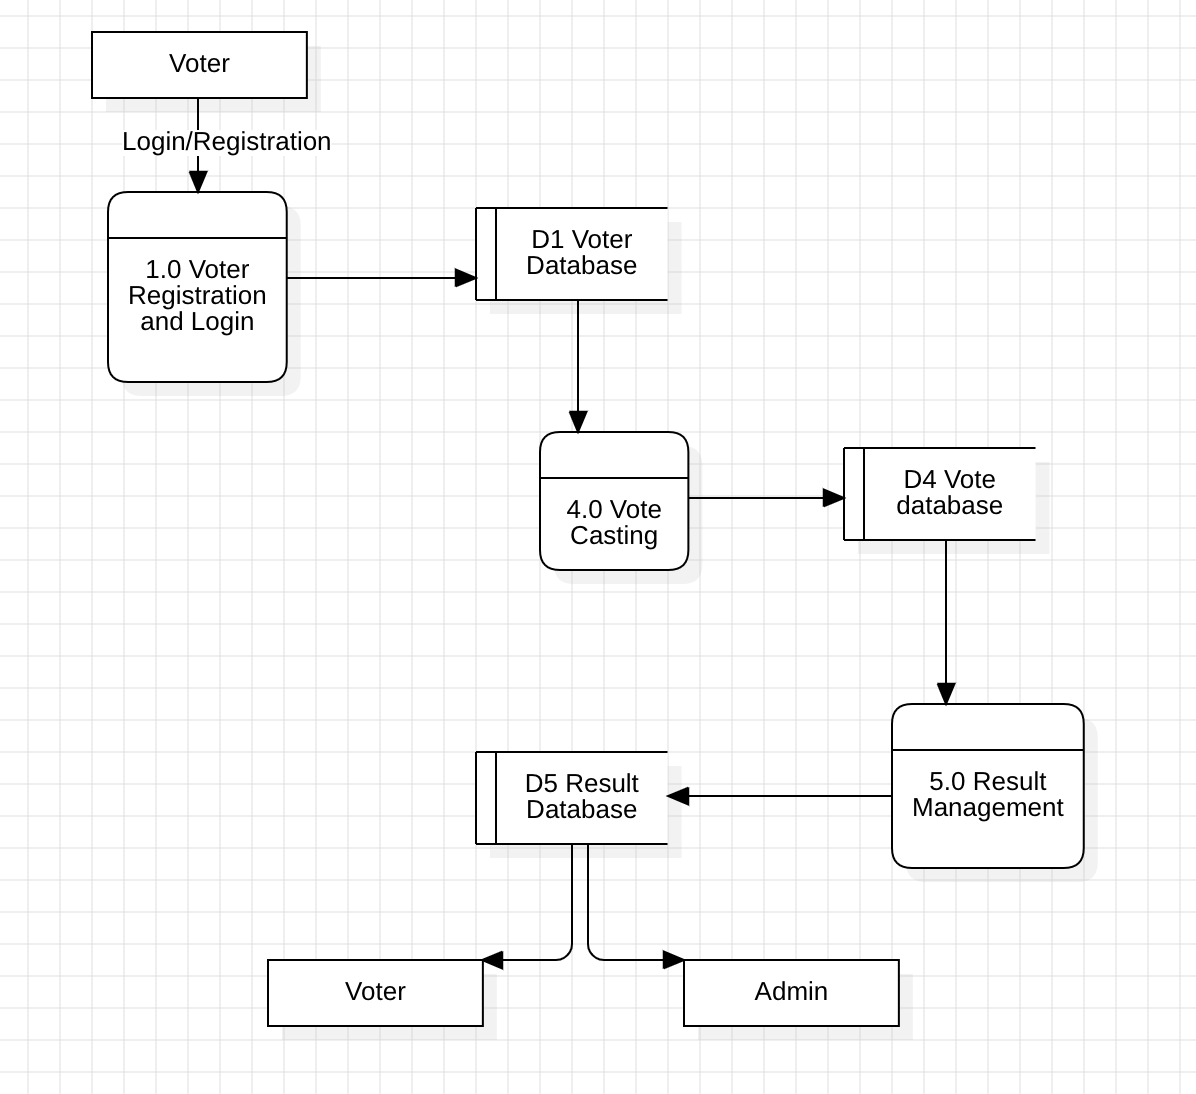 Voter
Login/Registration
1.0 Voter
Registration
and Login
D1 Voter
Database
4.0 Vote
Casting
D4 Vote
database
5.0 Result
Management
D5 Result
Database
Voter
Admin